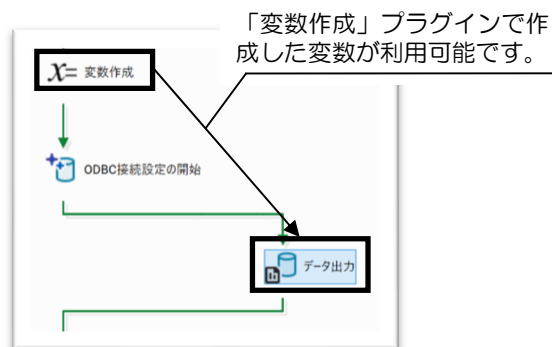 「変数作成」プラグインで作
成した変数が利用可能です。
X= 変数作成
ODBC接続設定の開始
データ出力